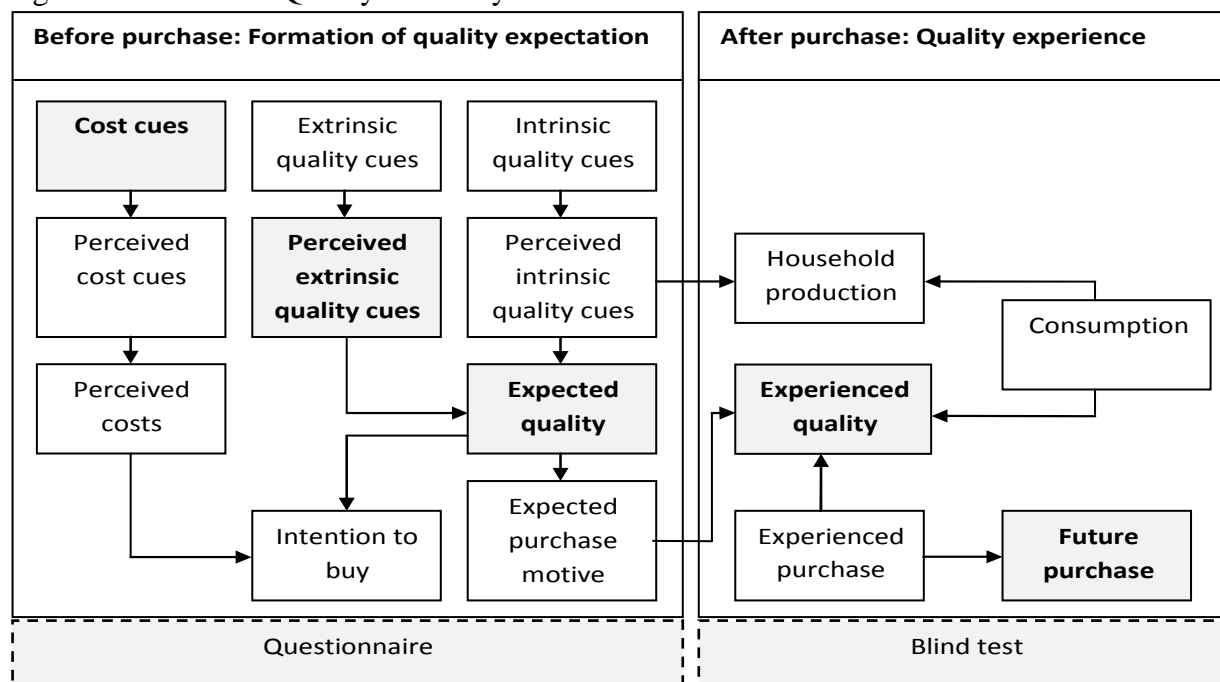 Before purchase: Formation of quality expectation
After purchase: Quality experience
Cost cues
Extrinsic
quality cues
Intrinsic
quality cues
Perceived
cost cues
Perceived
extrinsic
quality cues
Perceived
intrinsic
quality cues
Household
production
Consumption
Perceived
costs
Expected
quality
Experienced
quality
Intention to
buy
Expected
purchase
motive
Experienced
purchase
Future
purchase
Questionnaire
Blind test